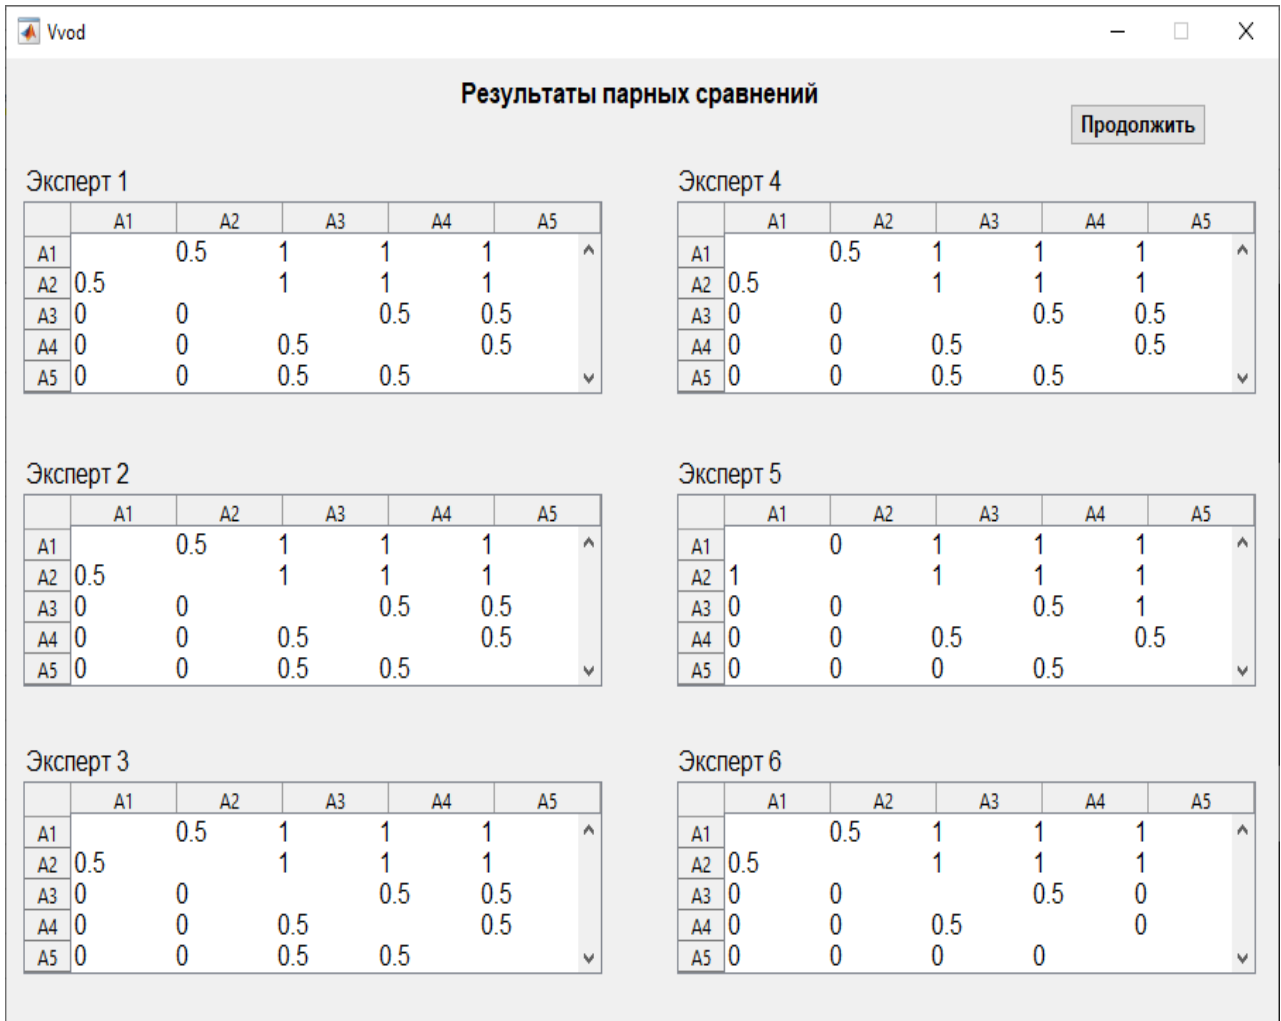 Vvod
Результаты парных сравнений
Продолжить
Эксперт 1
A1 A2 A3 A4 A5
A1 0.5 1 1 1
A2 0.5 1 1 1
A3 0 0 0.5 0.5
A4 0 0 0.5 0.5
A5 0 0 0.5 0.5
Эксперт 2
A1 A2 A3 A4 A5
A1 0.5 1 1 1
A2 0.5 1 1 1
A3 0 0 0.5 0.5
A4 0 0 0.5 0.5
A5 0 0 0.5 0.5
Эксперт 3
A1 A2 A3 A4 A5
A1 0.5 1 1 1
A2 0.5 1 1 1
A3 0 0 0.5 0.5
A4 0 0 0.5 0.5
A5 0 0 0.5 0.5
Эксперт 4
A1 A2 A3 A4 A5
A1 0.5 1 1 1
A2 0.5 1 1 1
A3 0 0 0.5 0.5
A4 0 0 0.5 0.5
A5 0 0 0.5 0.5
Эксперт 5
A1 A2 A3 A4 A5
A1 0 1 1 1
A2 1 1 1 1
A3 0 0 0.5 1
A4 0 0 0.5 0.5
A5 0 0 0 0.5
Эксперт 6
A1 A2 A3 A4 A5
A1 0.5 1 1 1
A2 0.5 1 1 1
A3 0 0 0.5 0
A4 0 0 0.5 0
A5 0 0 0 0